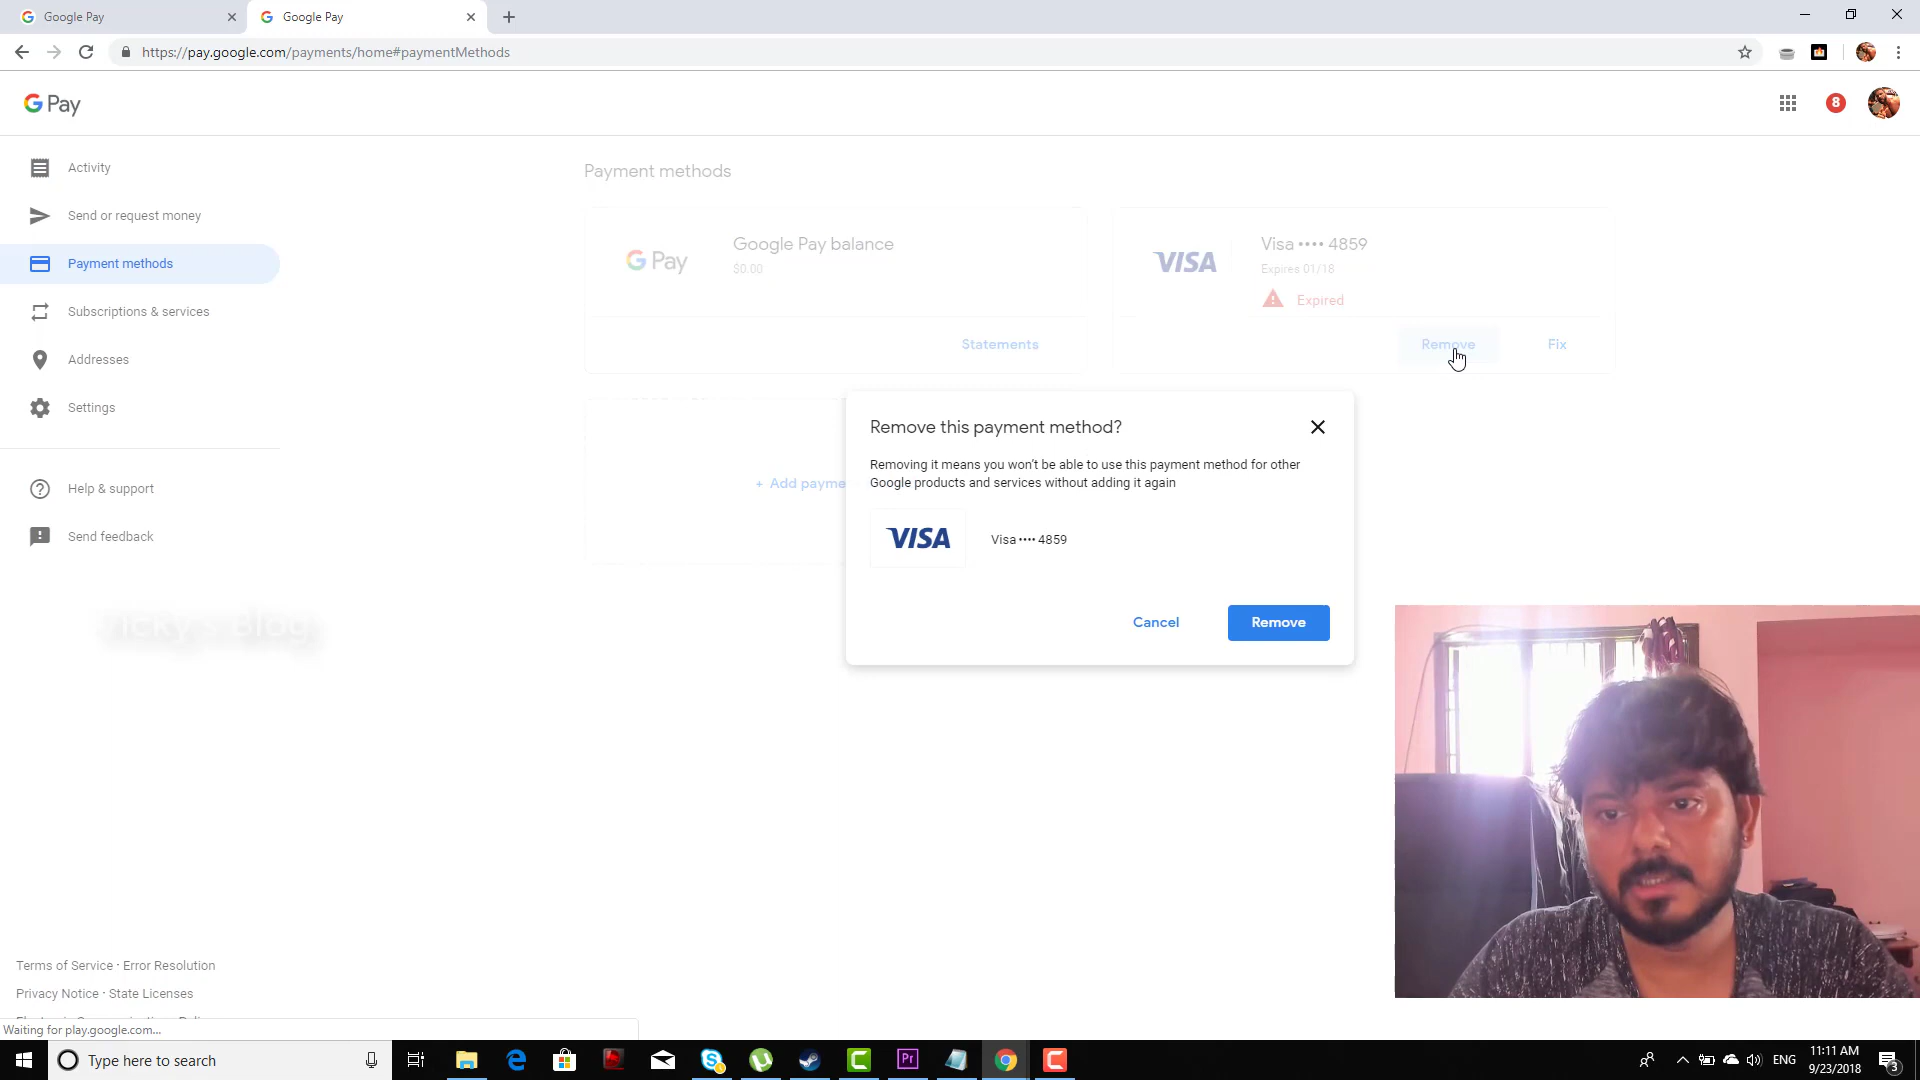 Google Pay
Google Pay
https://pay.google.com/payments/home#paymentMethods
G Pay
8
Activity
Send or request money
Payment methods
Subscriptions & services
Addresses
Settings
Help & support
Send feedback
Payment methods
G Pay
Google Pay balance
$0.00
Statements
VISA
Visa •••• 4859
Expires 01/18
Expired
Remove
Fix
+ Add payme
Remove this payment method?
Removing it means you won't be able to use this payment method for other
Google products and services without adding it again
VISA
Visa •••• 4859
Cancel
Remove
Vicky's Blog
Terms of Service · Error Resolution
Privacy Notice · State Licenses
Waiting for play.google.com...
Type here to search
Pr
ENG
11:11 AM
9/23/2018
3